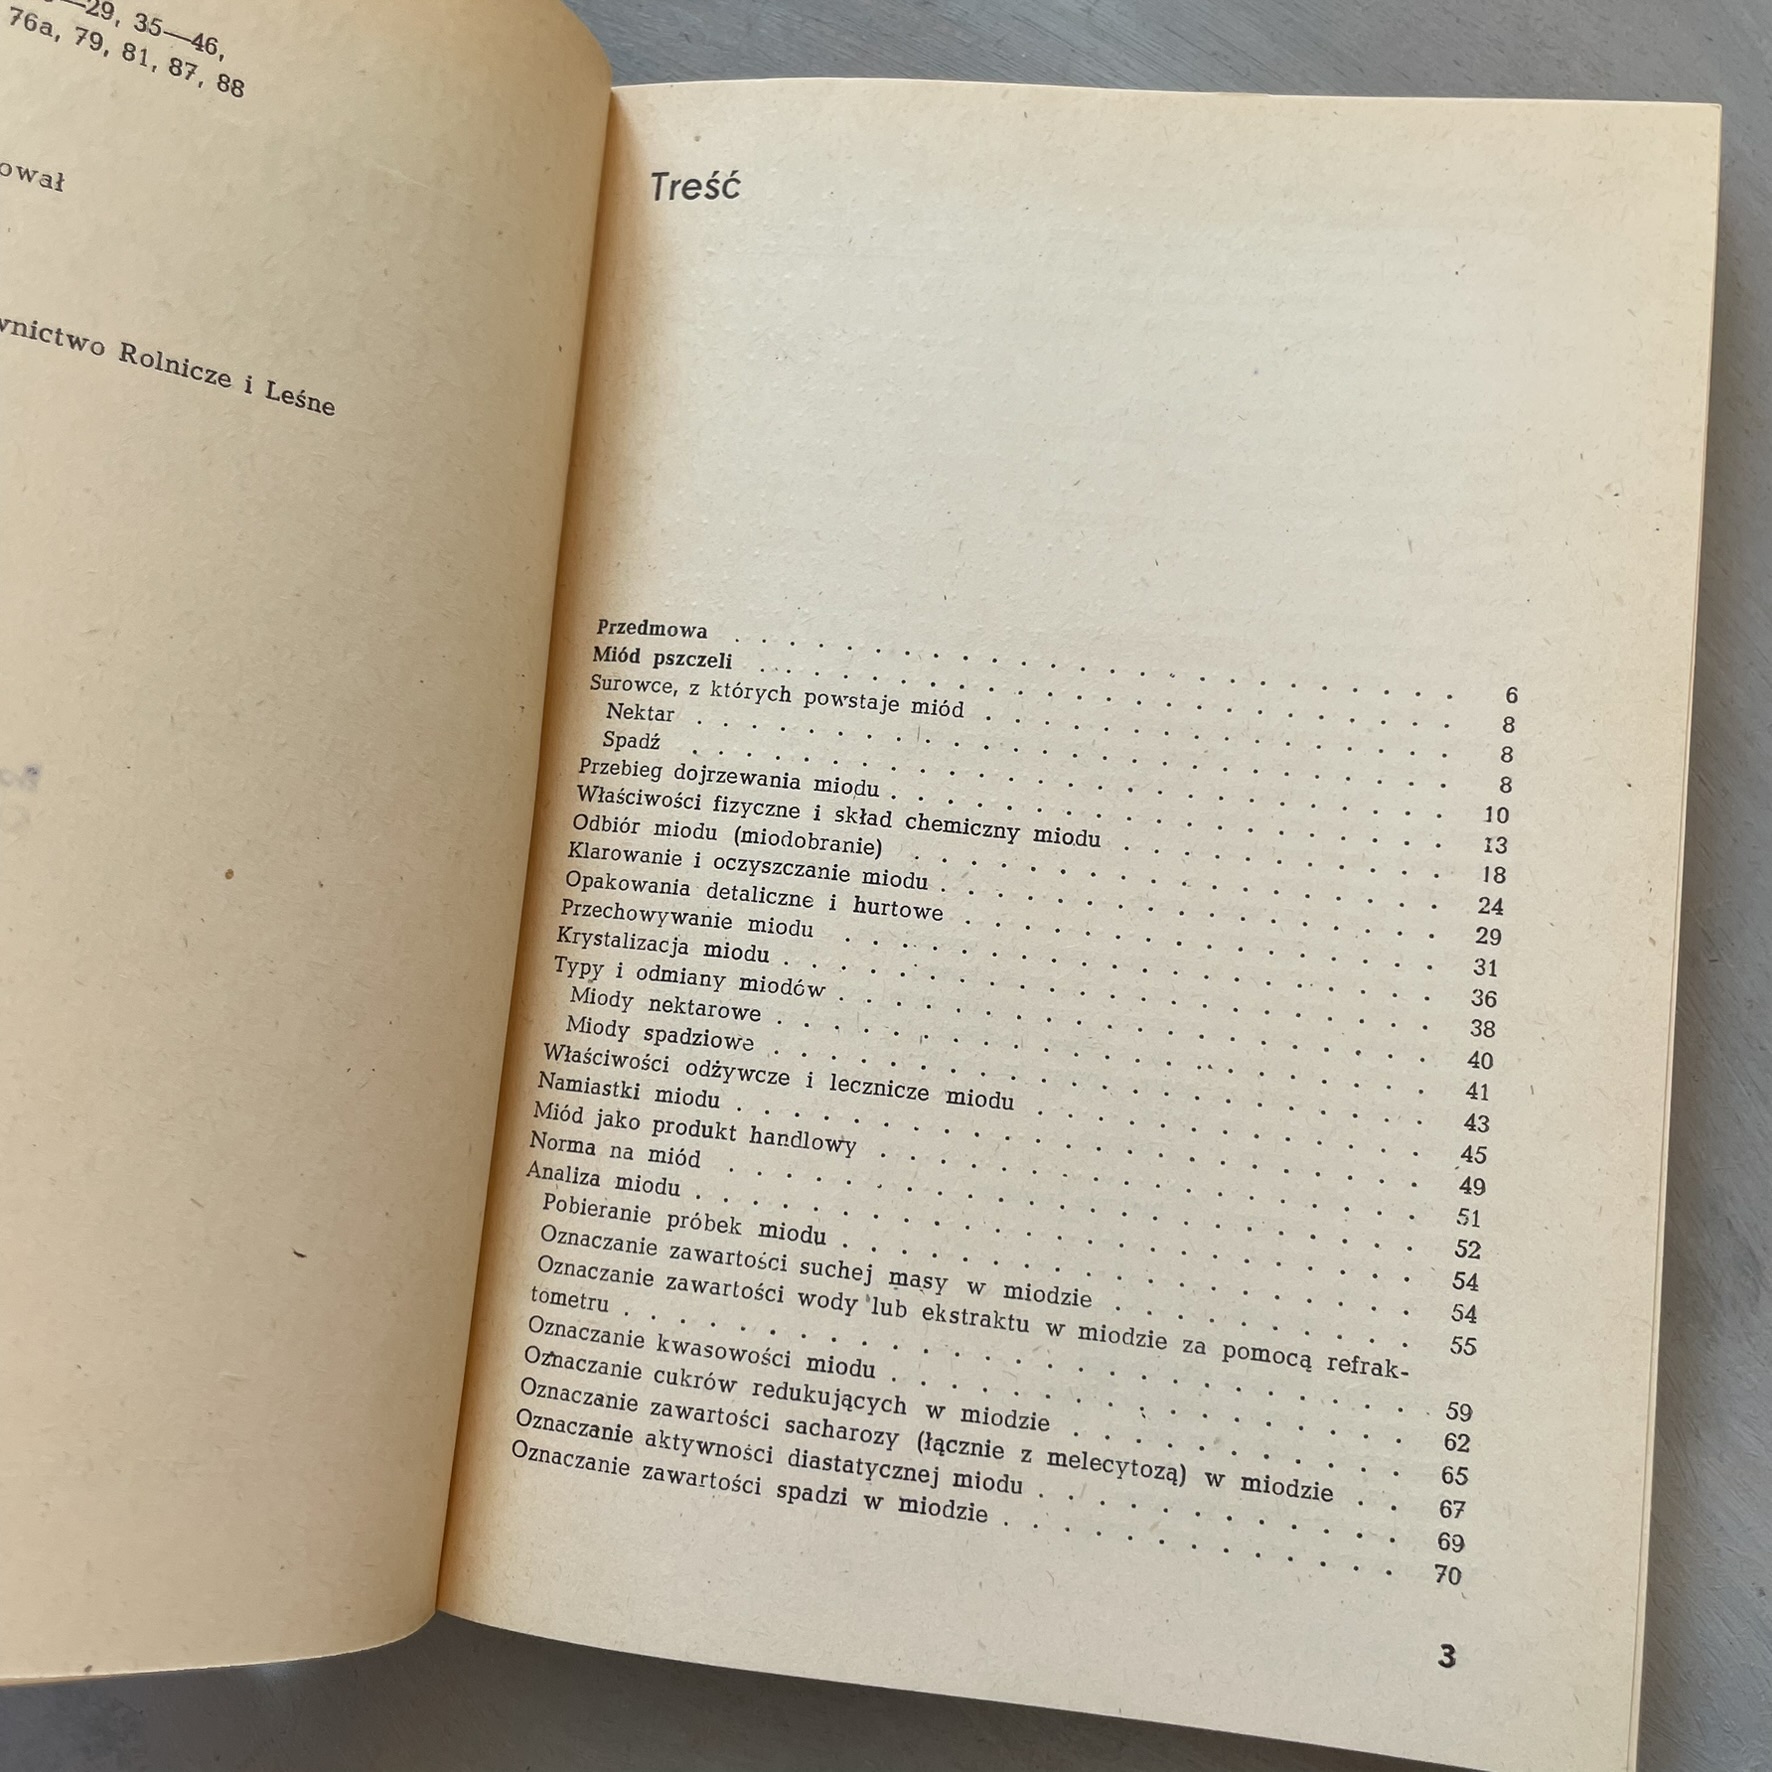 —29, 35—46,
76a, 79, 81, 87, 88
ował
wnictwo Rolnicze i Leśne
Treść
Przedmowa . . . . . . . . . . . . . . . . . . . . . . . . . 6
Miód pszczeli . . . . . . . . . . . . . . . . . . . . . . . . 8
Surowce, z których powstaje miód . . . . . . . . . . . . . . . . 8
Nektar . . . . . . . . . . . . . . . . . . . . . . . . . . 8
Spadź . . . . . . . . . . . . . . . . . . . . . . . . . . 10
Przebieg dojrzewania miodu . . . . . . . . . . . . . . . . . . . 13
Właściwości fizyczne i skład chemiczny miodu . . . . . . . . . . . . 18
Odbiór miodu (miodobranie) . . . . . . . . . . . . . . . . . . . 24
Klarowanie i oczyszczanie miodu . . . . . . . . . . . . . . . . . 29
Opakowania detaliczne i hurtowe . . . . . . . . . . . . . . . . . 31
Przechowywanie miodu . . . . . . . . . . . . . . . . . . . . . 36
Krystalizacja miodu . . . . . . . . . . . . . . . . . . . . . . 38
Typy i odmiany miodów . . . . . . . . . . . . . . . . . . . . . 40
Miody nektarowe . . . . . . . . . . . . . . . . . . . . . . . 41
Miody spadziowe . . . . . . . . . . . . . . . . . . . . . . . 43
Właściwości odżywcze i lecznicze miodu . . . . . . . . . . . . . . 45
Namiastki miodu . . . . . . . . . . . . . . . . . . . . . . . 49
Miód jako produkt handlowy . . . . . . . . . . . . . . . . . . . 51
Norma na miód . . . . . . . . . . . . . . . . . . . . . . . . 52
Analiza miodu . . . . . . . . . . . . . . . . . . . . . . . . 54
Pobieranie próbek miodu . . . . . . . . . . . . . . . . . . . . 54
Oznaczanie zawartości suchej masy w miodzie . . . . . . . . . . . 55
Oznaczanie zawartości wody lub ekstraktu w miodzie za pomocą refrak-
tometru . . . . . . . . . . . . . . . . . . . . . . . . . . . 59
Oznaczanie kwasowości miodu . . . . . . . . . . . . . . . . . . 62
Oznaczanie cukrów redukujących w miodzie . . . . . . . . . . . . 65
Oznaczanie zawartości sacharozy (łącznie z melecytozą) w miodzie . . 67
Oznaczanie aktywności diastatycznej miodu . . . . . . . . . . . . . 69
Oznaczanie zawartości spadzi w miodzie . . . . . . . . . . . . . . 70
3